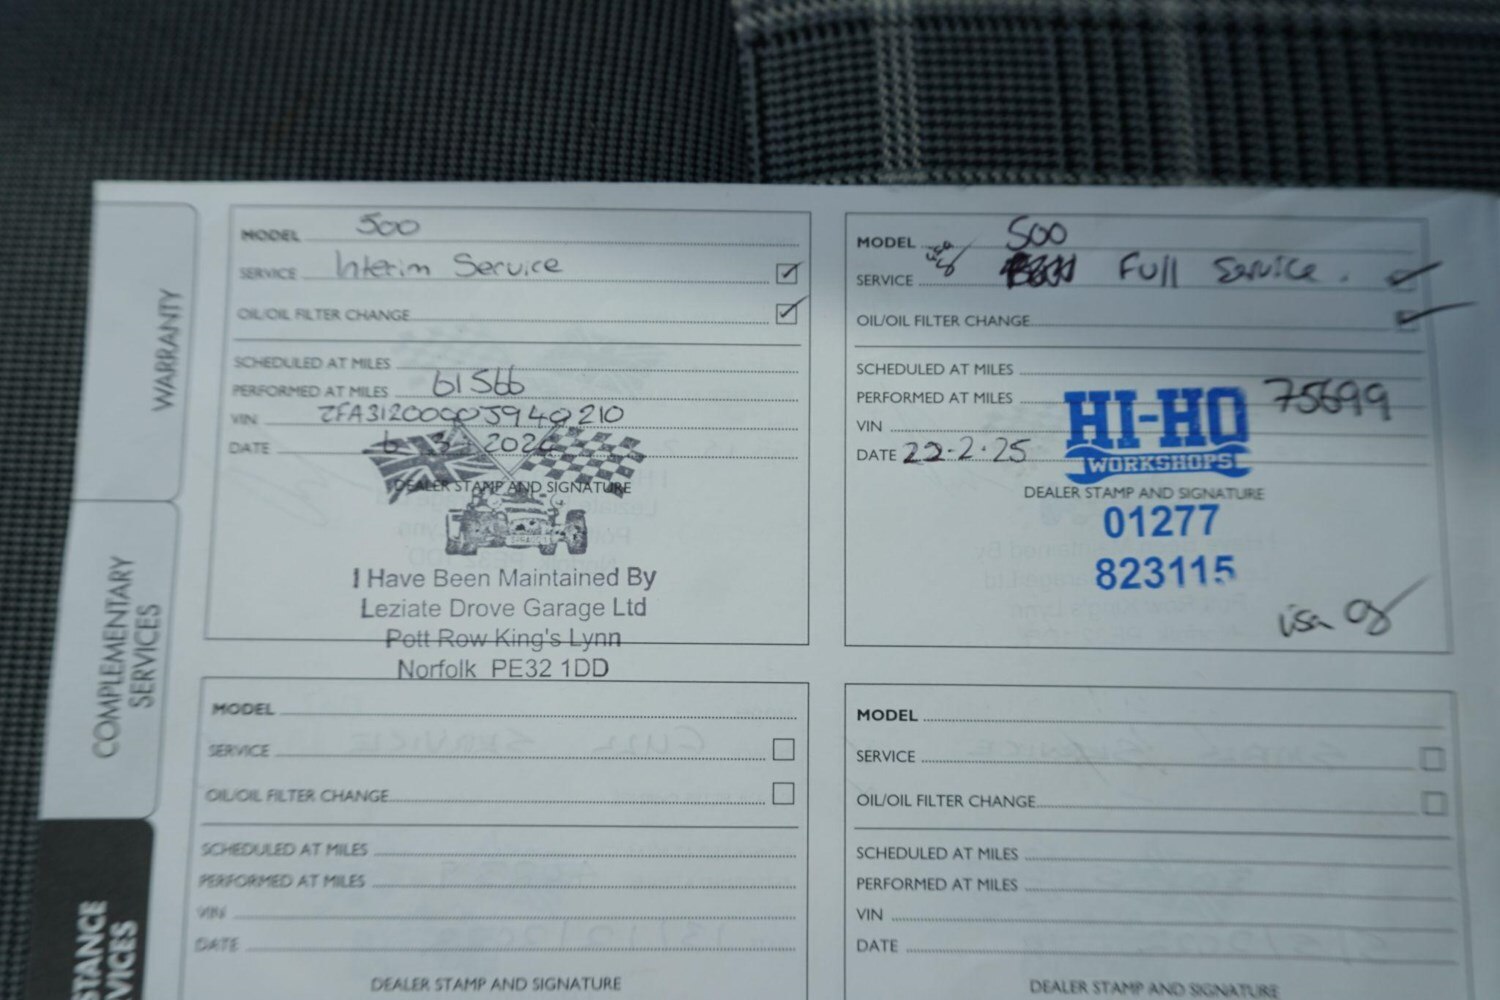 WARRANTY
COMPLEMENTARY
SERVICES
STANCE
VICES
MODEL 500
SERVICE Interim Service
OIL/OIL FILTER CHANGE
SCHEDULED AT MILES
PERFORMED AT MILES 61566
VIN ZFA3120000J940210
DATE 6 3 202
DEALER STAMP AND SIGNATURE
I Have Been Maintained By
Leziate Drove Garage Ltd
Pott Row King's Lynn
Norfolk PE32 1DD
MODEL 500
SERVICE Full Service.
OIL/OIL FILTER CHANGE
SCHEDULED AT MILES
PERFORMED AT MILES 75699
VIN
DATE 22-2-25
HI-HO
WORKSHOPS
DEALER STAMP AND SIGNATURE
01277
823115
MODEL
SERVICE
OIL/OIL FILTER CHANGE
SCHEDULED AT MILES
PERFORMED AT MILES
VIN
DATE
DEALER STAMP AND SIGNATURE
MODEL
SERVICE
OIL/OIL FILTER CHANGE
SCHEDULED AT MILES
PERFORMED AT MILES
VIN
DATE
DEALER STAMP AND SIGNATURE